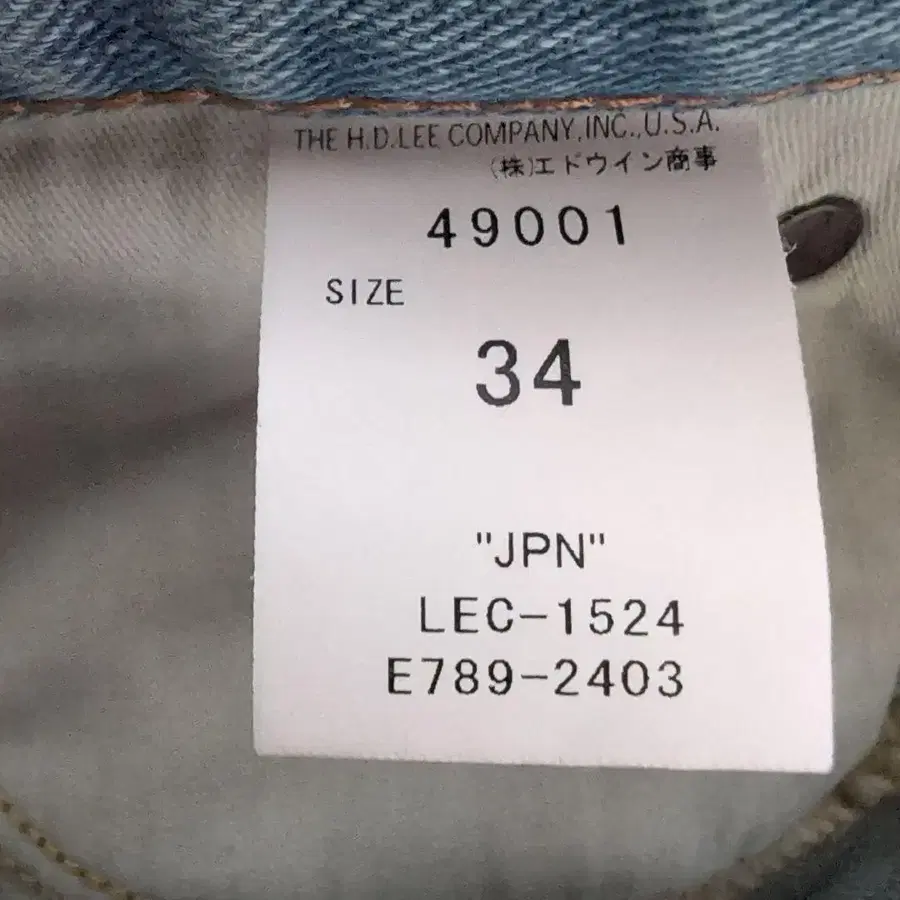 THE H.D.LEE COMPANY,INC.,U.S.A.
(株)エドウイン商事
49001
SIZE
34
"JPN"
LEC-1524
E789-2403